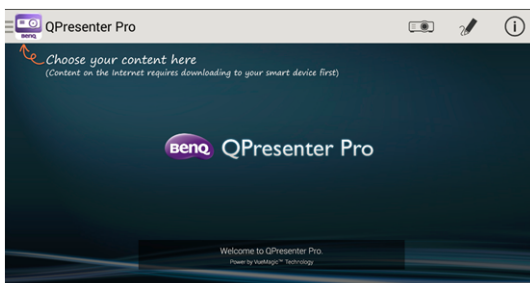 BenQ
QPresenter Pro
Choose your content here
(Content on the Internet requires downloading to your smart device first)
BenQ QPresenter Pro
Welcome to QPresenter Pro.
Power by VueMagic™ Technology